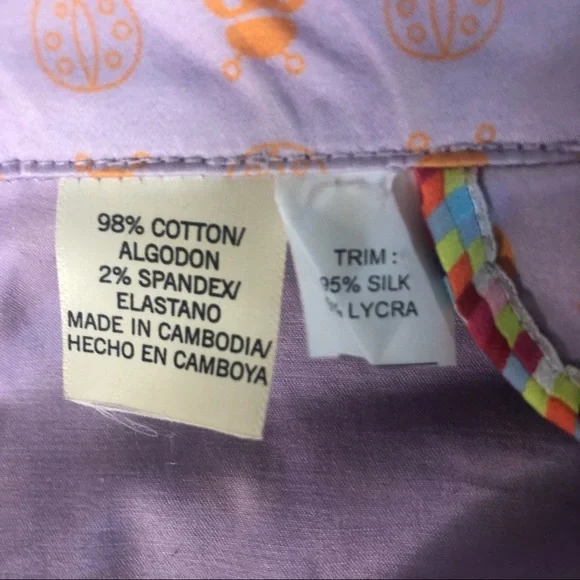 98% COTTON/
ALGODON
2% SPANDEX/
ELASTANO
MADE IN CAMBODIA/
HECHO EN CAMBOYA
TRIM :
95% SILK
% LYCRA